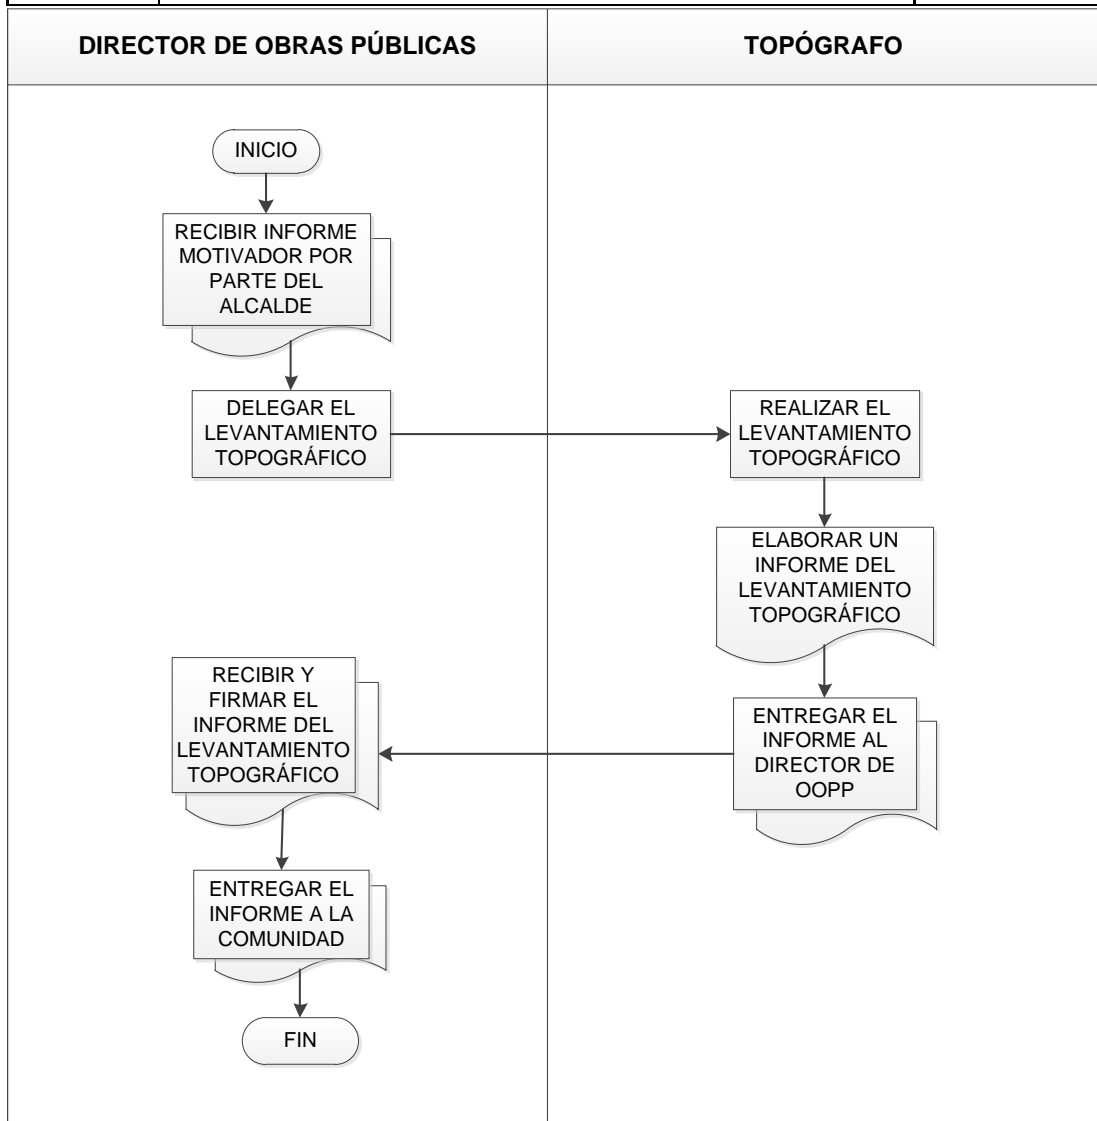 DIRECTOR DE OBRAS PÚBLICAS
TOPÓGRAFO
INICIO
RECIBIR INFORME
MOTIVADOR POR
PARTE DEL
ALCALDE
DELEGAR EL
LEVANTAMIENTO
TOPOGRÁFICO
REALIZAR EL
LEVANTAMIENTO
TOPOGRÁFICO
ELABORAR UN
INFORME DEL
LEVANTAMIENTO
TOPOGRÁFICO
ENTREGAR EL
INFORME AL
DIRECTOR DE
OOPP
RECIBIR Y
FIRMAR EL
INFORME DEL
LEVANTAMIENTO
TOPOGRÁFICO
ENTREGAR EL
INFORME A LA
COMUNIDAD
FIN